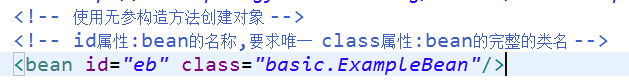 <!-- 使用无参构造方法创建对象 -->
<!-- id属性:bean的名称,要求唯一 class属性:bean的完整的类名 -->
<bean id="eb" class="basic.ExampleBean"/>